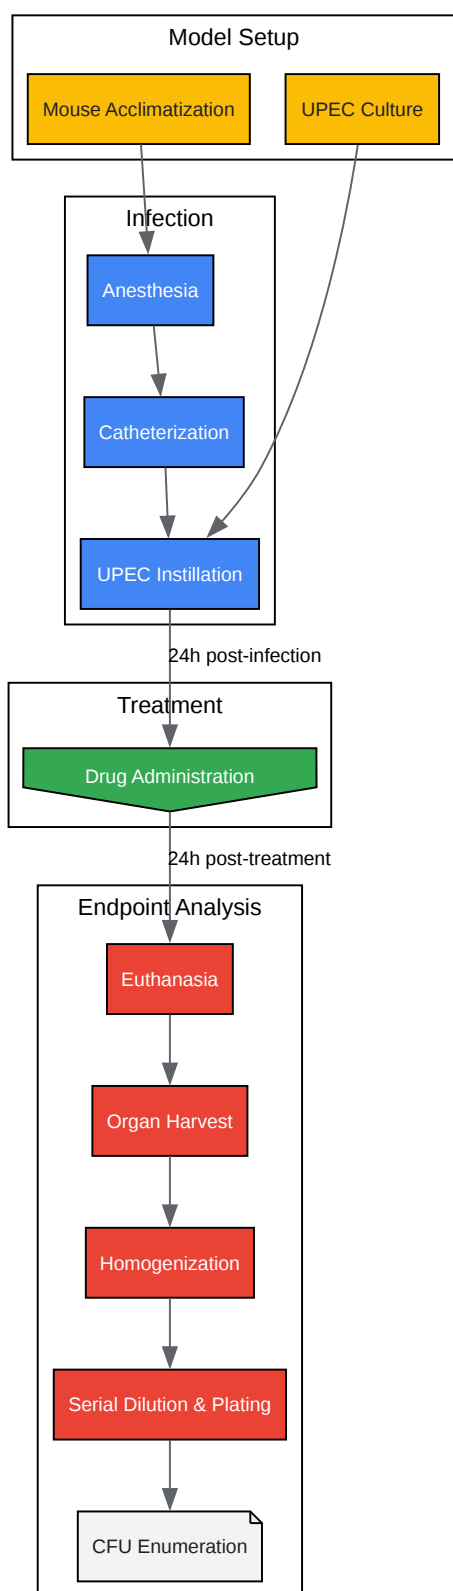 Model Setup
Mouse Acclimatization
UPEC Culture
Infection
Anesthesia
Catheterization
UPEC Instillation
24h post-infection
Treatment
Drug Administration
24h post-treatment
Endpoint Analysis
Euthanasia
Organ Harvest
Homogenization
Serial Dilution & Plating
CFU Enumeration